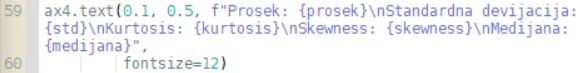 59 ax4.text(0.1, 0.5, f"Prosek: {prosek}\nStandardna devijacija:
{std}\nKurtosis: {kurtosis}\nSkewness: {skewness}\nMedijana:
{medijana}",
60 fontsize=12)